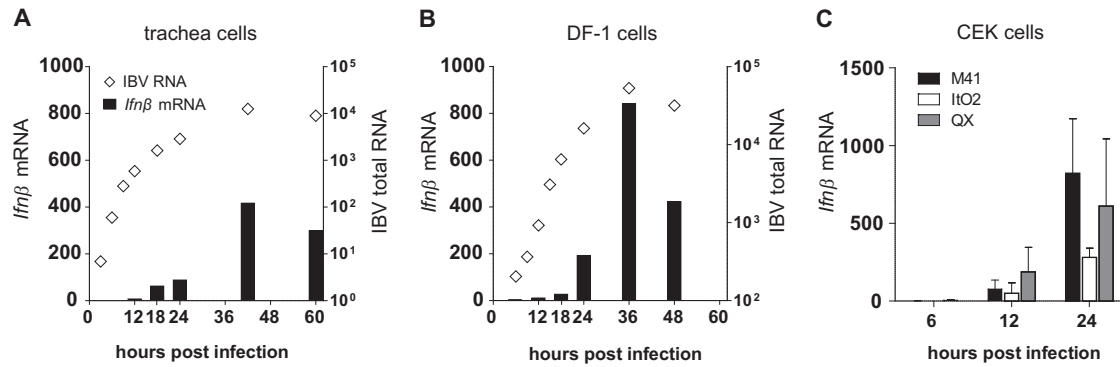 A
trachea cells
1000
800
600
400
200
0
Ifnβ mRNA
◇ IBV RNA
■ Ifnβ mRNA
10⁵
10⁴
10³
10²
10¹
10⁰
IBV total RNA
0 12 18 24 36 48 60
hours post infection
B
DF-1 cells
1000
800
600
400
200
0
Ifnβ mRNA
10⁵
10⁴
10³
10²
IBV total RNA
0 12 18 24 36 48 60
hours post infection
C
CEK cells
1500
1000
500
0
Ifnβ mRNA
M41
ItO2
QX
6 12 24
hours post infection